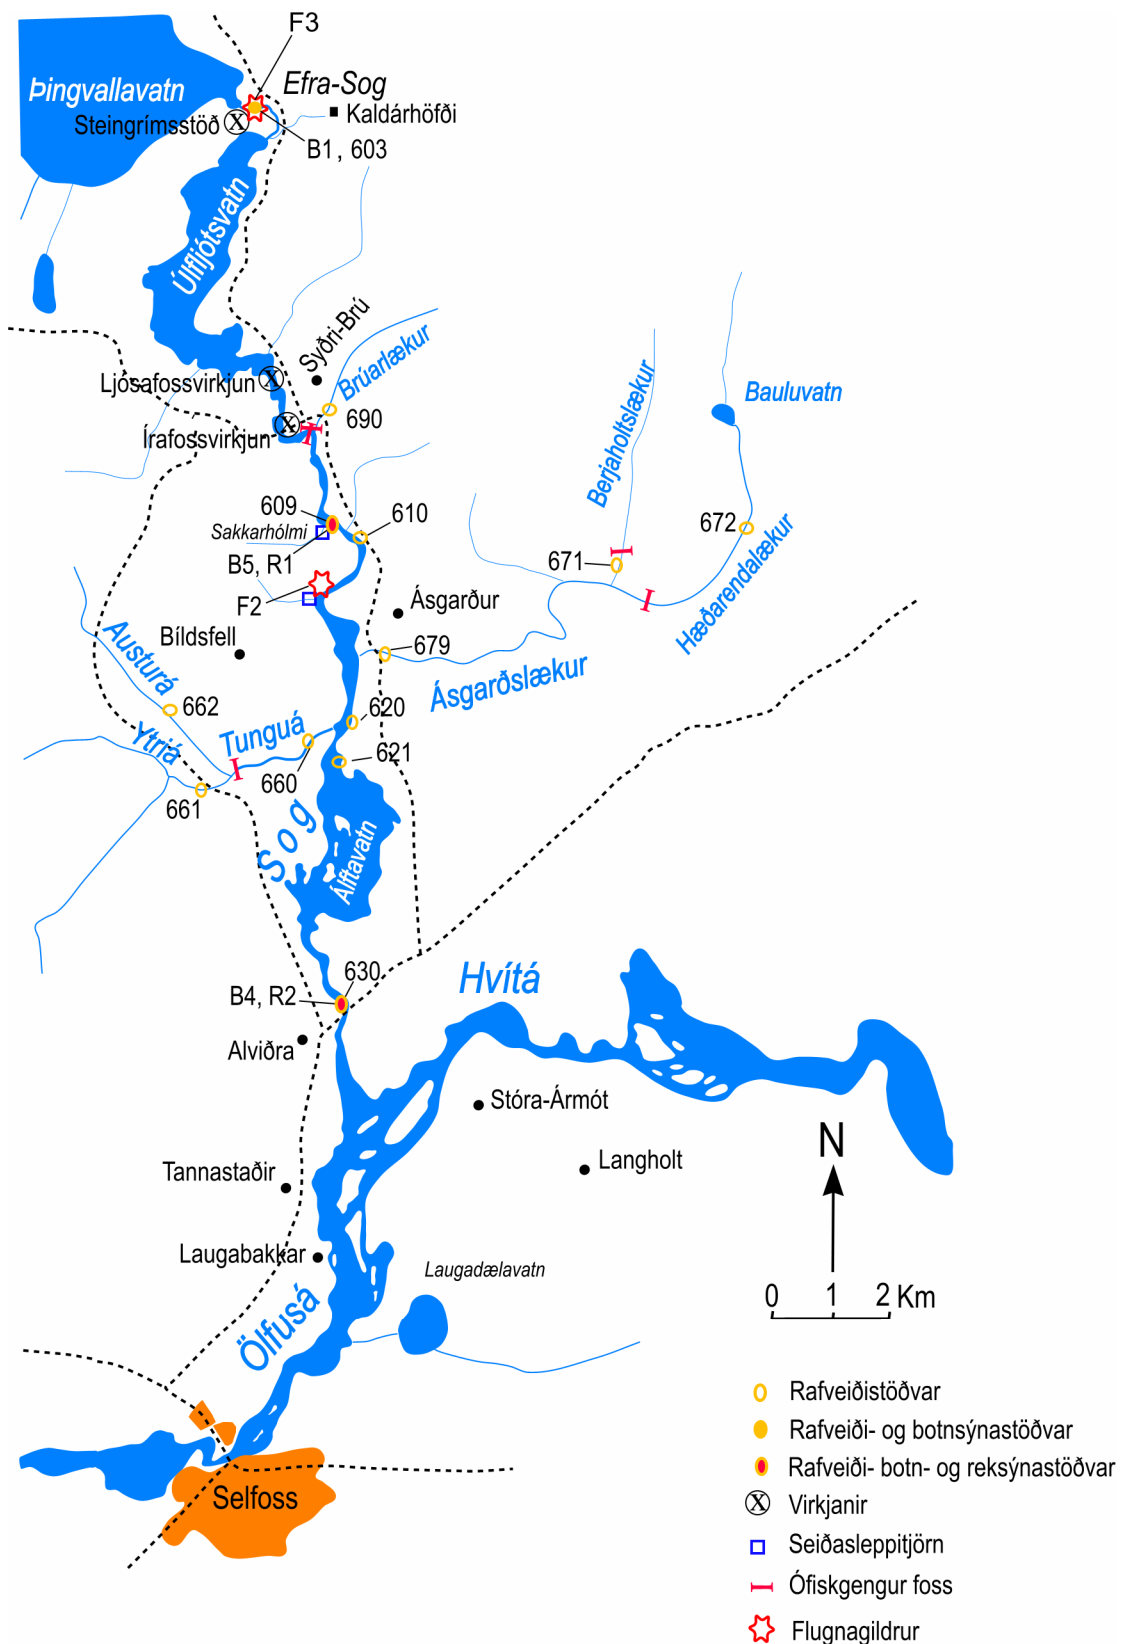 F3
Efra-Sog
Þingvallavatn
Kaldárhöfði
Steingrímsstöð
X
B1, 603
Úlfljótsvatn
Syðri-Brú
Brúarlækur
Ljósafossvirkjun
X
Berjaholtslækur
Bauluvatn
690
Írafossvirkjun
X
609
610
672
Sakkarhólmi
671
B5, R1
F2
Ásgarður
Hæðarendalækur
Bíldsfell
679
Austurá
Ásgarðslækur
662
620
Ytriá
Tunguá
621
660
661
Sog
Álftavatn
630
Hvítá
B4, R2
Alviðra
Stóra-Ármót
N
Langholt
Tannastaðir
Laugabakkar
Laugadælavatn
0 1 2 Km
Ölfusá
Rafveiðistöðvar
Rafveiði- og botnsýnastöðvar
Rafveiði- botn- og reksýnastöðvar
Selfoss
X Virkjanir
Seiðasleppitjörn
Ófiskgengur foss
Flugnagildrur